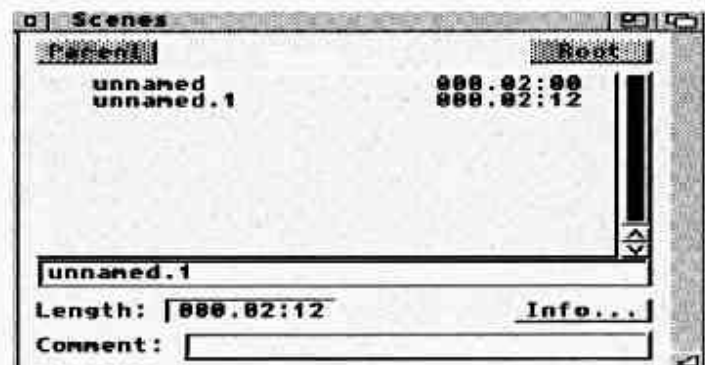 Scenes
Parent Root
unnamed 000.02:00
unnamed.1 000.02:12
unnamed.1
Length: 000.02:12 Info...
Comment: